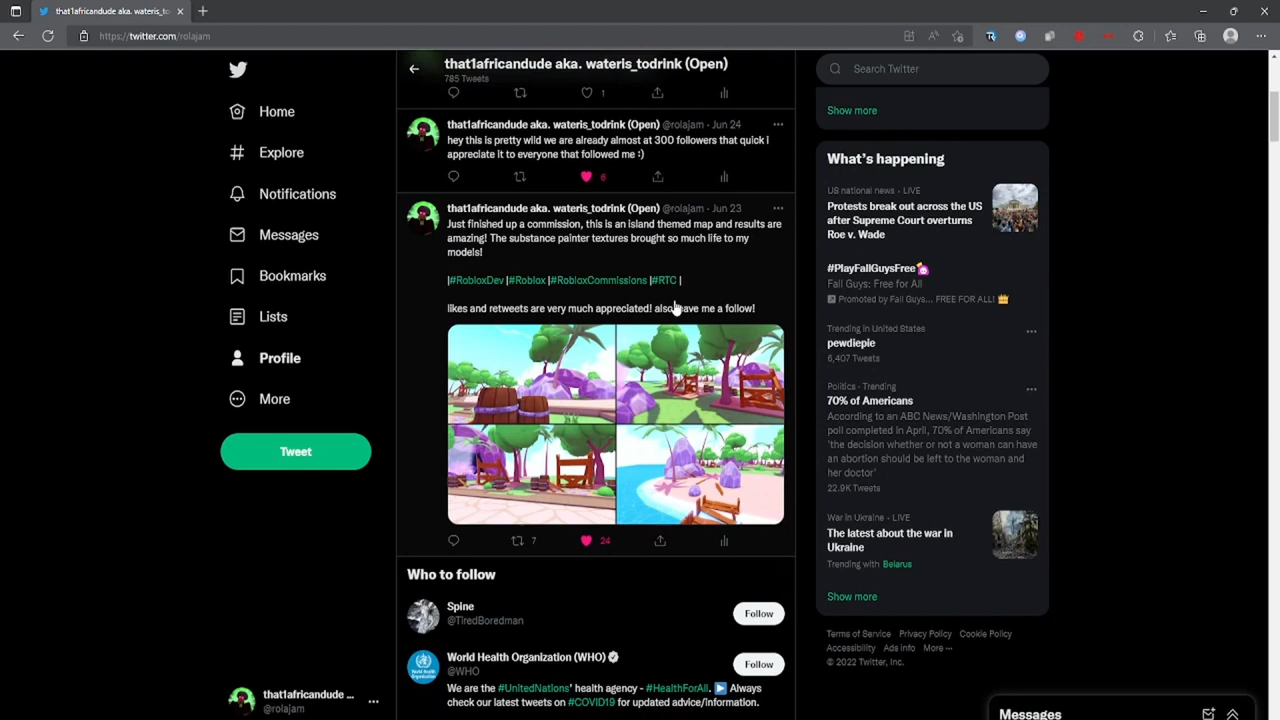 that1africandude aka. wateris_to
https://twitter.com/rolajam
Home
Explore
Notifications
Messages
Bookmarks
Lists
Profile
More
Tweet
that1africandude ...
@rolajam
that1africandude aka. wateris_todrink (Open)
785 Tweets
1
that1africandude aka. wateris_todrink (Open) @rolajam · Jun 24
hey this is pretty wild we are already almost at 300 followers that quick i
appreciate it to everyone that followed me :)
6
that1africandude aka. wateris_todrink (Open) @rolajam · Jun 23
Just finished up a commission, this is an island themed map and results are
amazing! The substance painter textures brought so much life to my
models!
|#RobloxDev |#Roblox |#RobloxCommissions |#RTC |
likes and retweets are very much appreciated! also leave me a follow!
7
24
Who to follow
Spine
@TiredBoredman
Follow
World Health Organization (WHO)
@WHO
Follow
We are the #UnitedNations' health agency - #HealthForAll. ▶️ Always
check our latest tweets on #COVID19 for updated advice/information.
Search Twitter
Show more
What's happening
US national news · LIVE
Protests break out across the US
after Supreme Court overturns
Roe v. Wade
#PlayFallGuysFree
Fall Guys: Free for All
Promoted by Fall Guys... FREE FOR ALL! 👑
Trending in United States
pewdiepie
6,407 Tweets
Politics · Trending
70% of Americans
According to an ABC News/Washington Post
poll completed in April, 70% of Americans say
'the decision whether or not a woman can have
an abortion should be left to the woman and
her doctor'
22.9K Tweets
War in Ukraine · LIVE
The latest about the war in
Ukraine
Trending with Belarus
Show more
Terms of Service Privacy Policy Cookie Policy
Accessibility Ads info More ...
© 2022 Twitter, Inc.
Messages